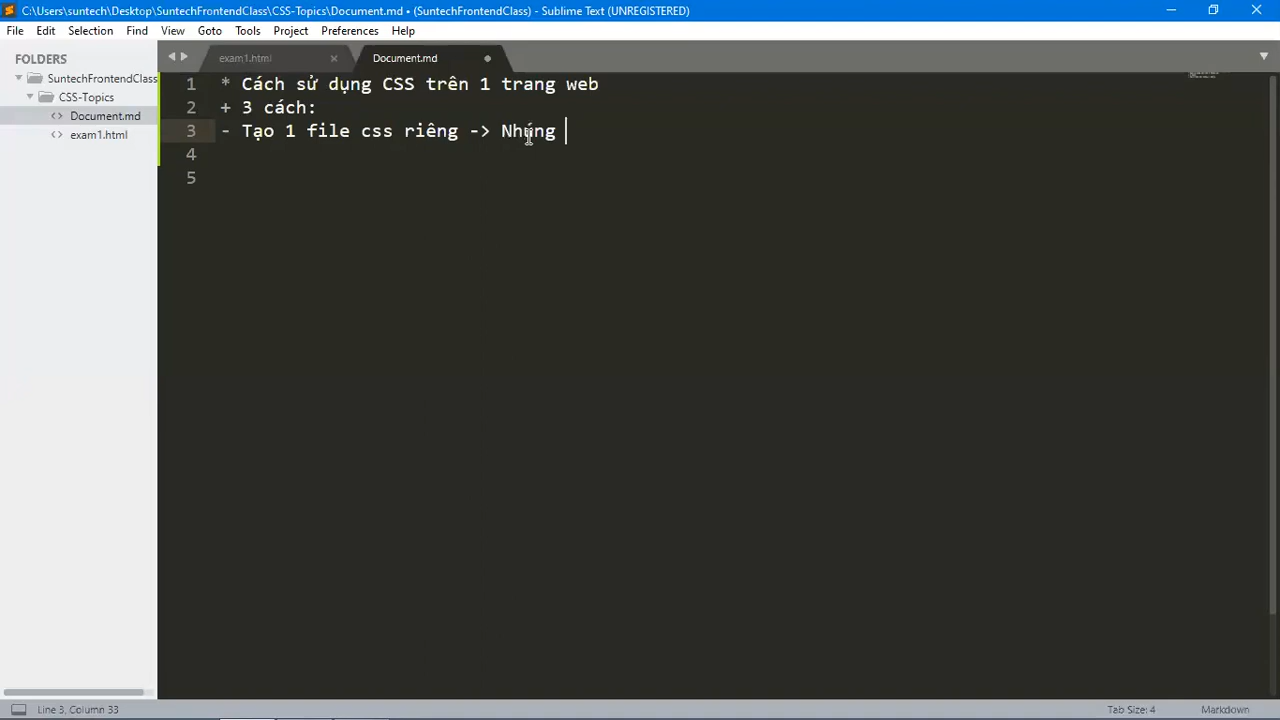 C:\Users\suntech\Desktop\SuntechFrontendClass\CSS-Topics\Document.md • (SuntechFrontendClass) - Sublime Text (UNREGISTERED)
File Edit Selection Find View Goto Tools Project Preferences Help
FOLDERS
SuntechFrontendClass
CSS-Topics
<> Document.md
<> exam1.html
exam1.html × Document.md
1 * Cách sử dụng CSS trên 1 trang web
2 + 3 cách:
3 - Tạo 1 file css riêng -> Nhúng
4
5
Line 3, Column 33 Tab Size: 4 Markdown